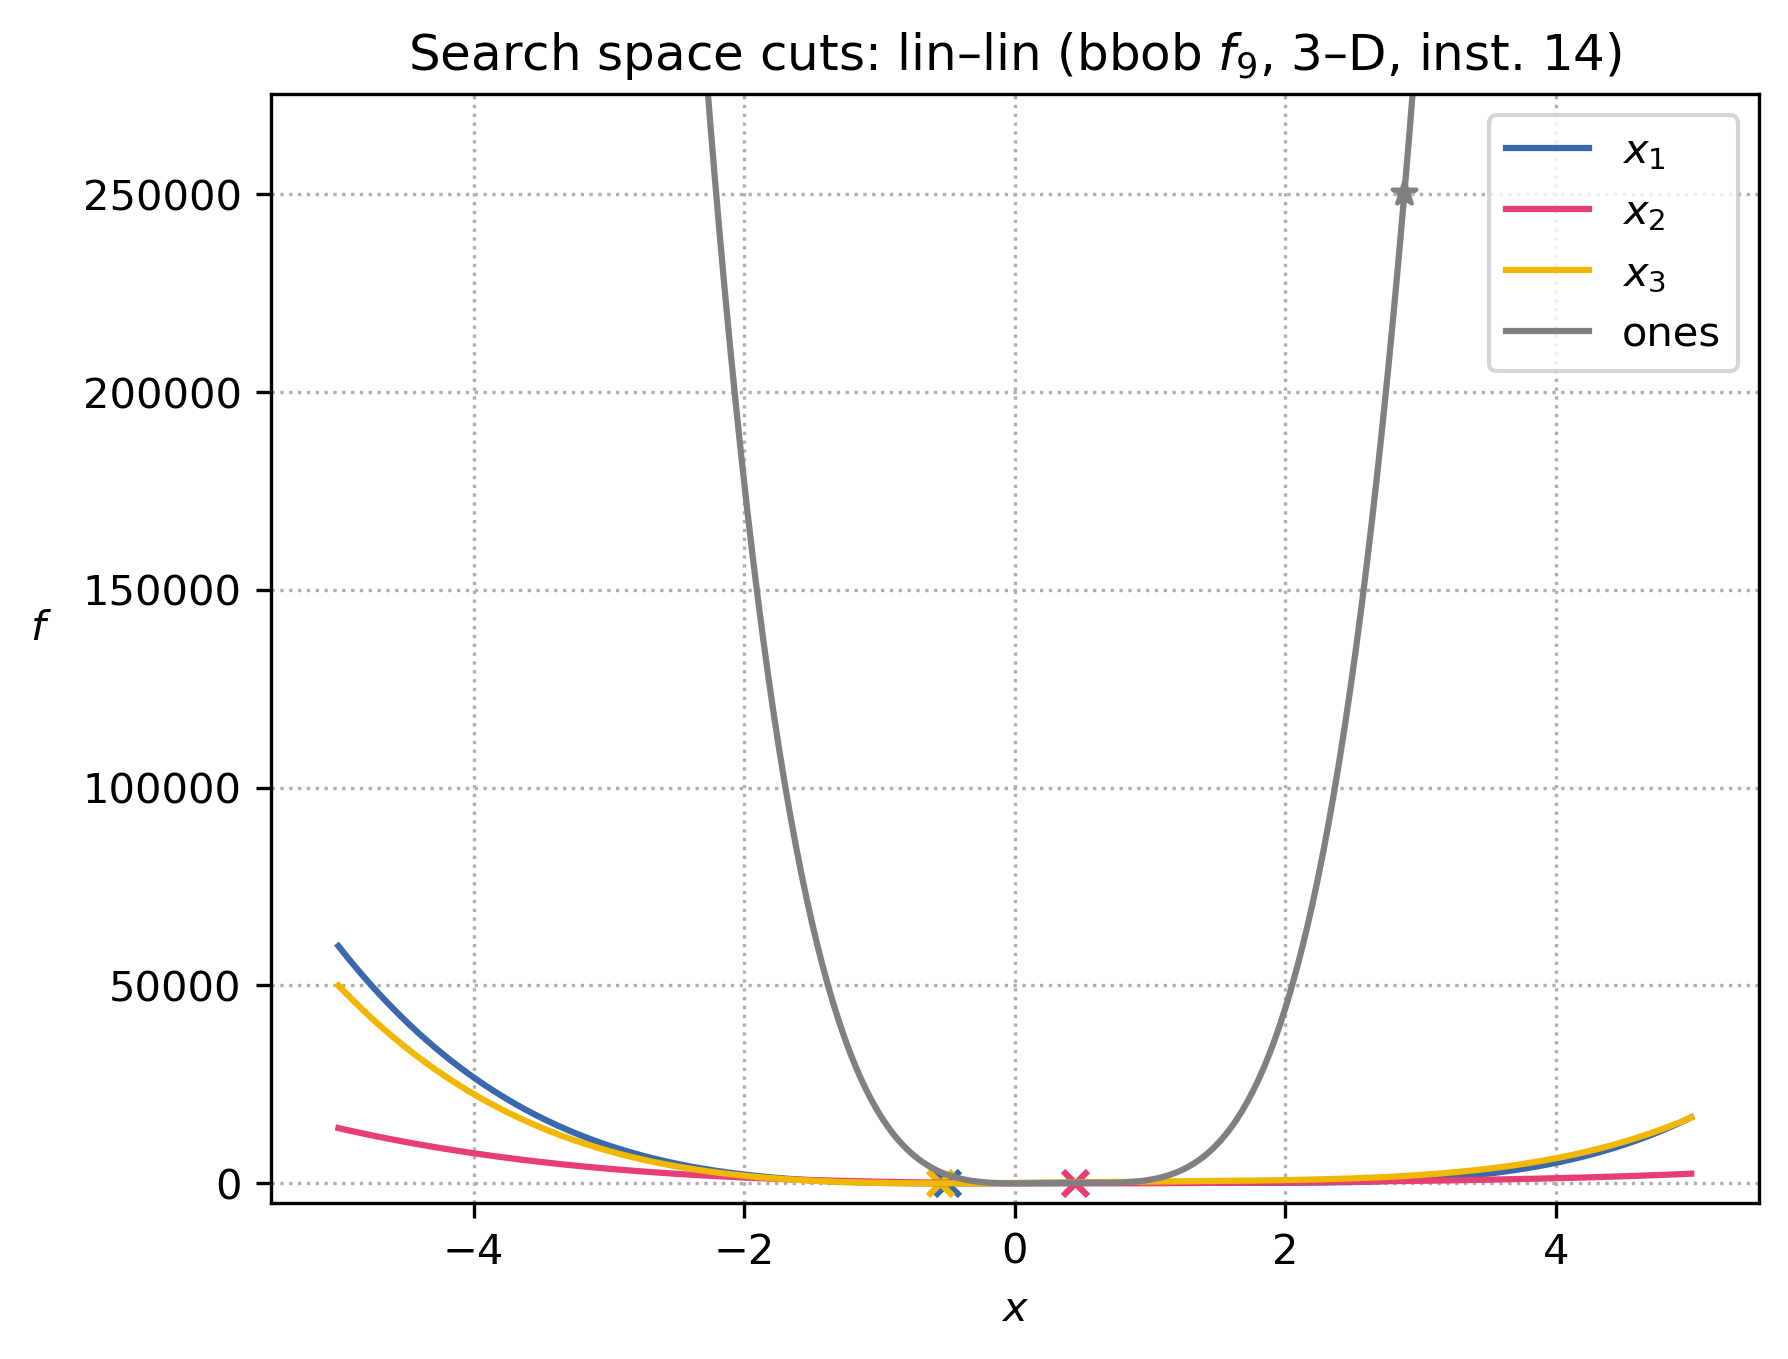 Search space cuts: lin–lin (bbob f₉, 3–D, inst. 14)
x₁
x₂
x₃
ones
250000
200000
150000
100000
50000
0
f
−4
−2
0
2
4
x